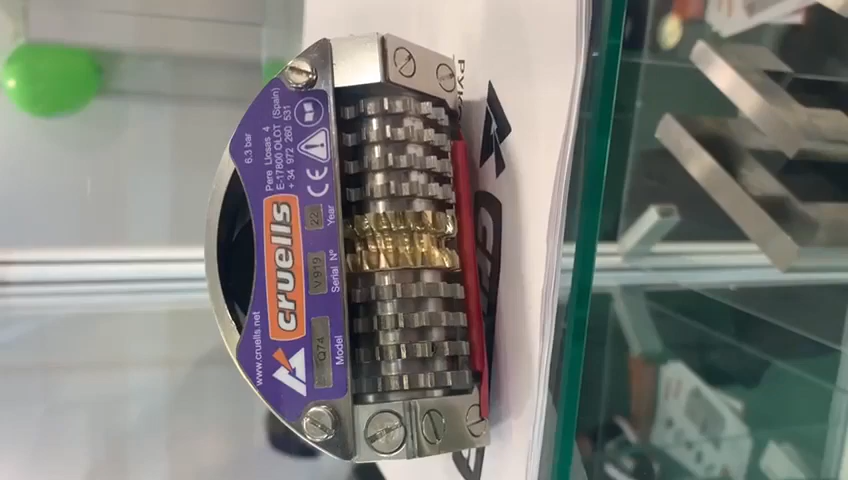 6.3 bar
Pere Llosas 4
E-17800 OLOT (Spain)
+ 34 972 260 531
CE
cruells
www.cruells.net
Q74
V919
22
Model
Serial Nº
Year